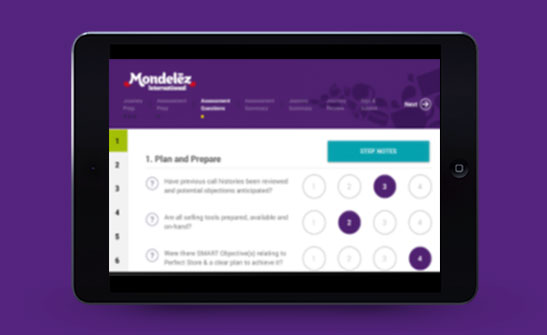 Mondelēz
International
Journey Assessment Assessment Assessment Journey Journey Sign &
Prep Prep Questions Summary Summary Review Submit
Next
1
2
3
4
5
6
STEP NOTES
1. Plan and Prepare
? Have previous call histories been reviewed
and potential objections anticipated?
1 2 3 4
? Are all selling tools prepared, available and
on-hand?
1 2 3 4
? Were there SMART Objective(s) relating to
Perfect Store & a clear plan to achieve it?
1 2 3 4